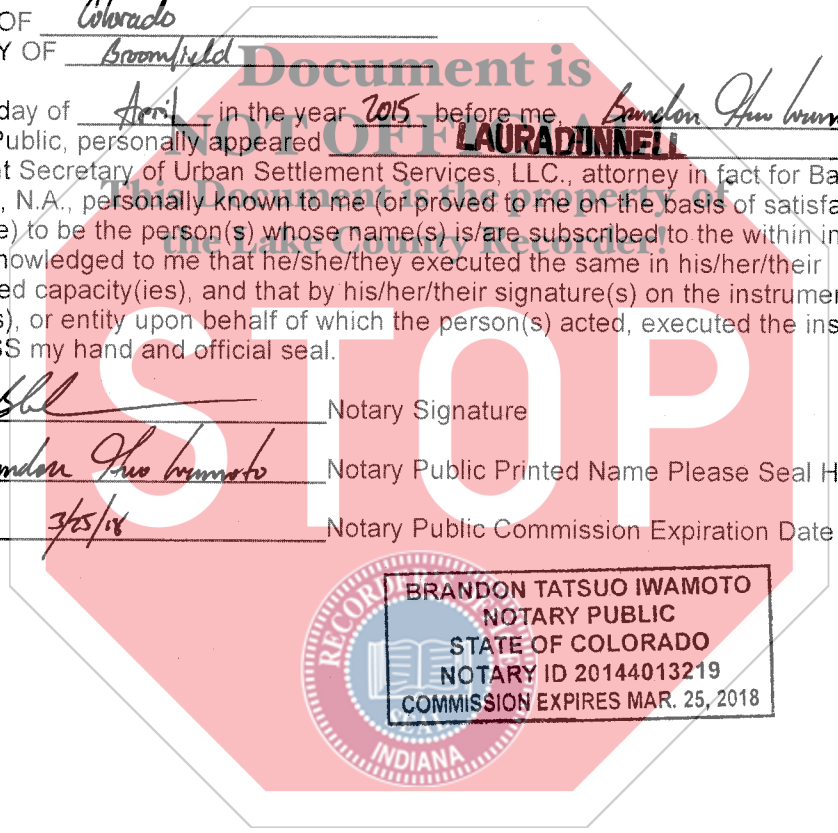 OF Colorado
Y OF Broomfield
Document is
day of April in the year 2015 before me, Brandon Tatsuo Iwam
NOT OFFICIAL
Public, personally appeared LAURA DUNNELL
t Secretary of Urban Settlement Services, LLC., attorney in fact for Ba
This Document is the property of
, N.A., personally known to me (or proved to me on the basis of satisfa
e) to be the person(s) whose name(s) is/are subscribed to the within in
the Lake County Recorder!
nowledged to me that he/she/they executed the same in his/her/their
ed capacity(ies), and that by his/her/their signature(s) on the instrumen
s), or entity upon behalf of which the person(s) acted, executed the ins
SS my hand and official seal.
STOP
Notary Signature
ndon Tatsuo Iwamoto Notary Public Printed Name Please Seal H
3/25/18 Notary Public Commission Expiration Date
RECORDER'S OFFICE
SEAL
INDIANA
BRANDON TATSUO IWAMOTO
NOTARY PUBLIC
STATE OF COLORADO
NOTARY ID 20144013219
COMMISSION EXPIRES MAR. 25, 2018